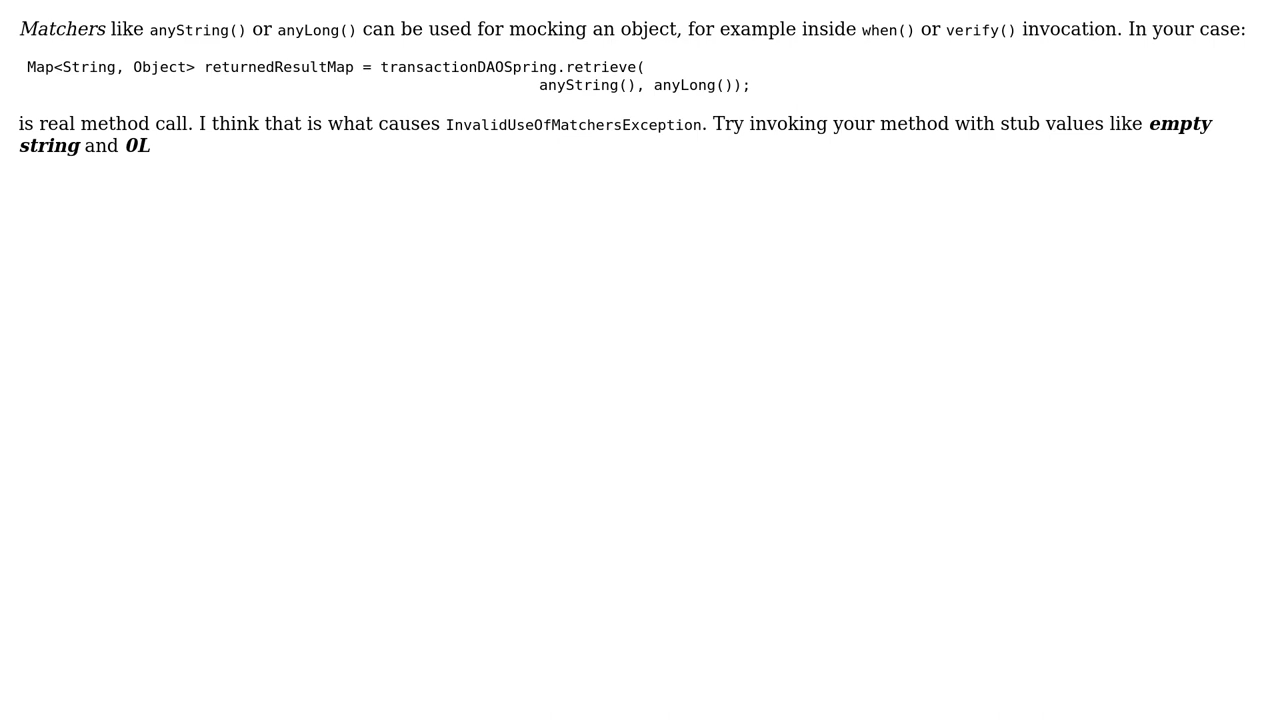 Matchers like anyString() or anyLong() can be used for mocking an object, for example inside when() or verify() invocation. In your case:
Map<String, Object> returnedResultMap = transactionDAOSpring.retrieve(
anyString(), anyLong());
is real method call. I think that is what causes InvalidUseOfMatchersException. Try invoking your method with stub values like empty
string and 0L